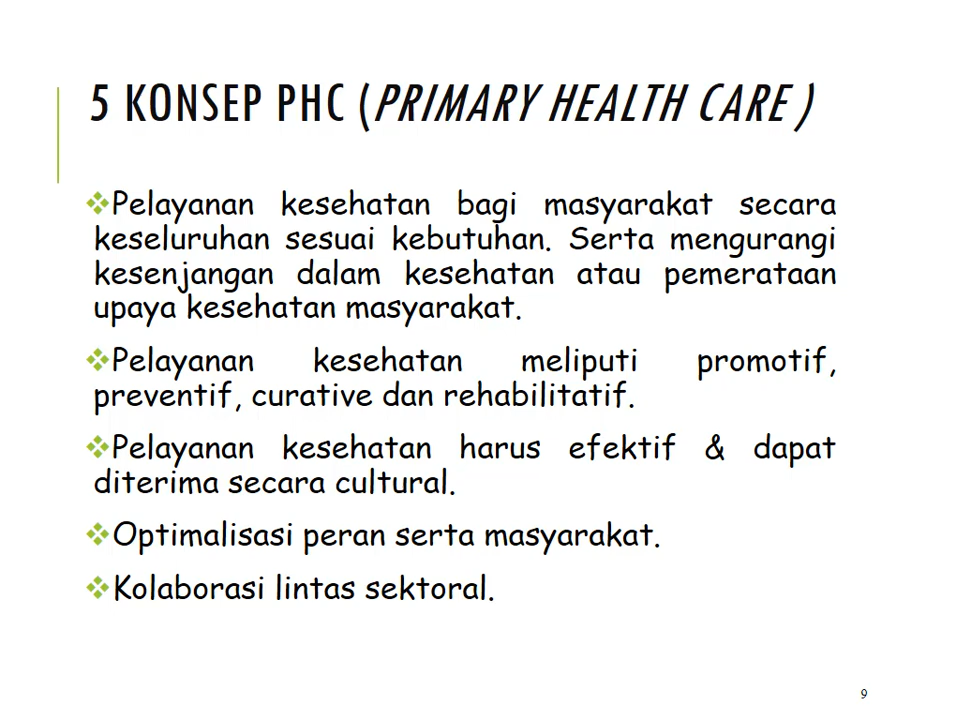 5 KONSEP PHC (PRIMARY HEALTH CARE )
❖Pelayanan kesehatan bagi masyarakat secara
keseluruhan sesuai kebutuhan. Serta mengurangi
kesenjangan dalam kesehatan atau pemerataan
upaya kesehatan masyarakat.
❖Pelayanan kesehatan meliputi promotif,
preventif, curative dan rehabilitatif.
❖Pelayanan kesehatan harus efektif & dapat
diterima secara cultural.
❖Optimalisasi peran serta masyarakat.
❖Kolaborasi lintas sektoral.
9